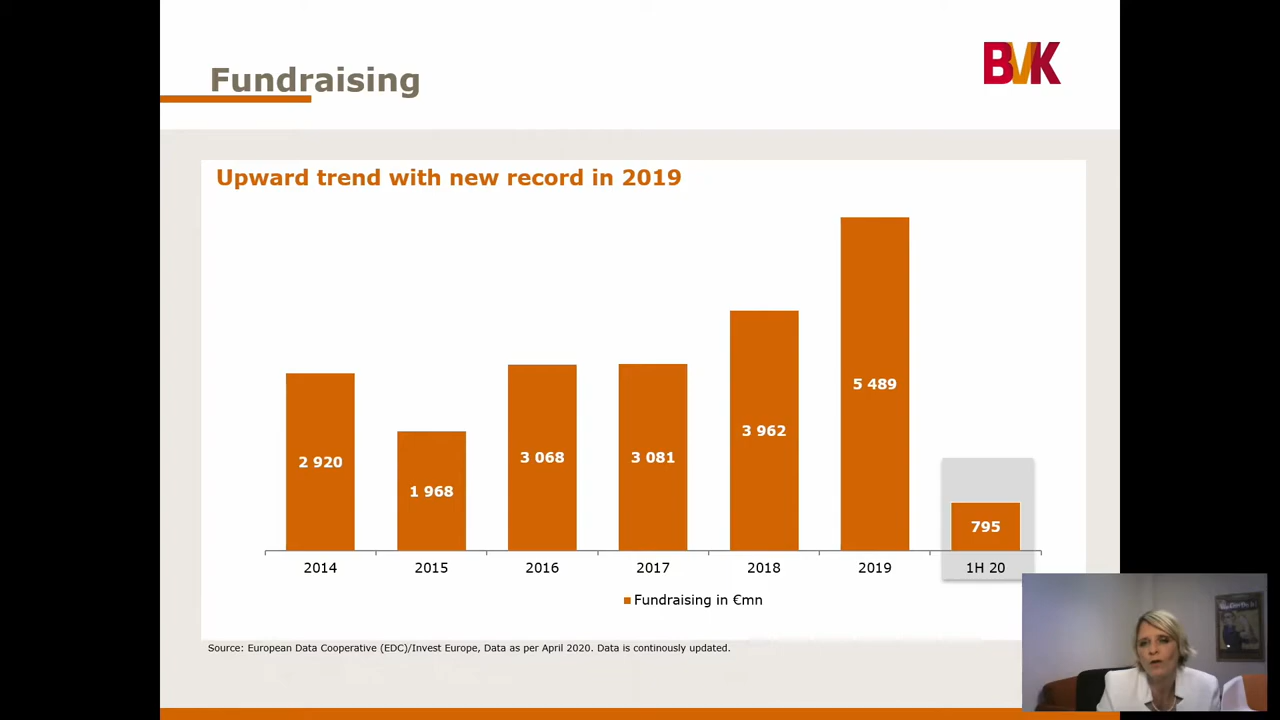 Fundraising
BVK
Upward trend with new record in 2019
5 489
3 962
2 920
3 068
3 081
1 968
795
2014 2015 2016 2017 2018 2019 1H 20
Fundraising in €mn
Source: European Data Cooperative (EDC)/Invest Europe, Data as per April 2020. Data is continously updated.